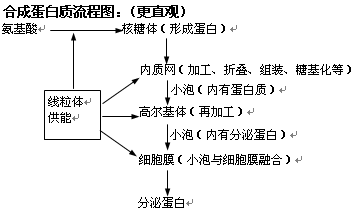 合成蛋白质流程图：（更直观）
氨基酸 核糖体（形成蛋白）
内质网（加工、折叠、组装、糖基化等）
小泡（内有蛋白质）
线粒体
供能
高尔基体（再加工）
小泡（内有分泌蛋白）
细胞膜（小泡与细胞膜融合）
分泌蛋白